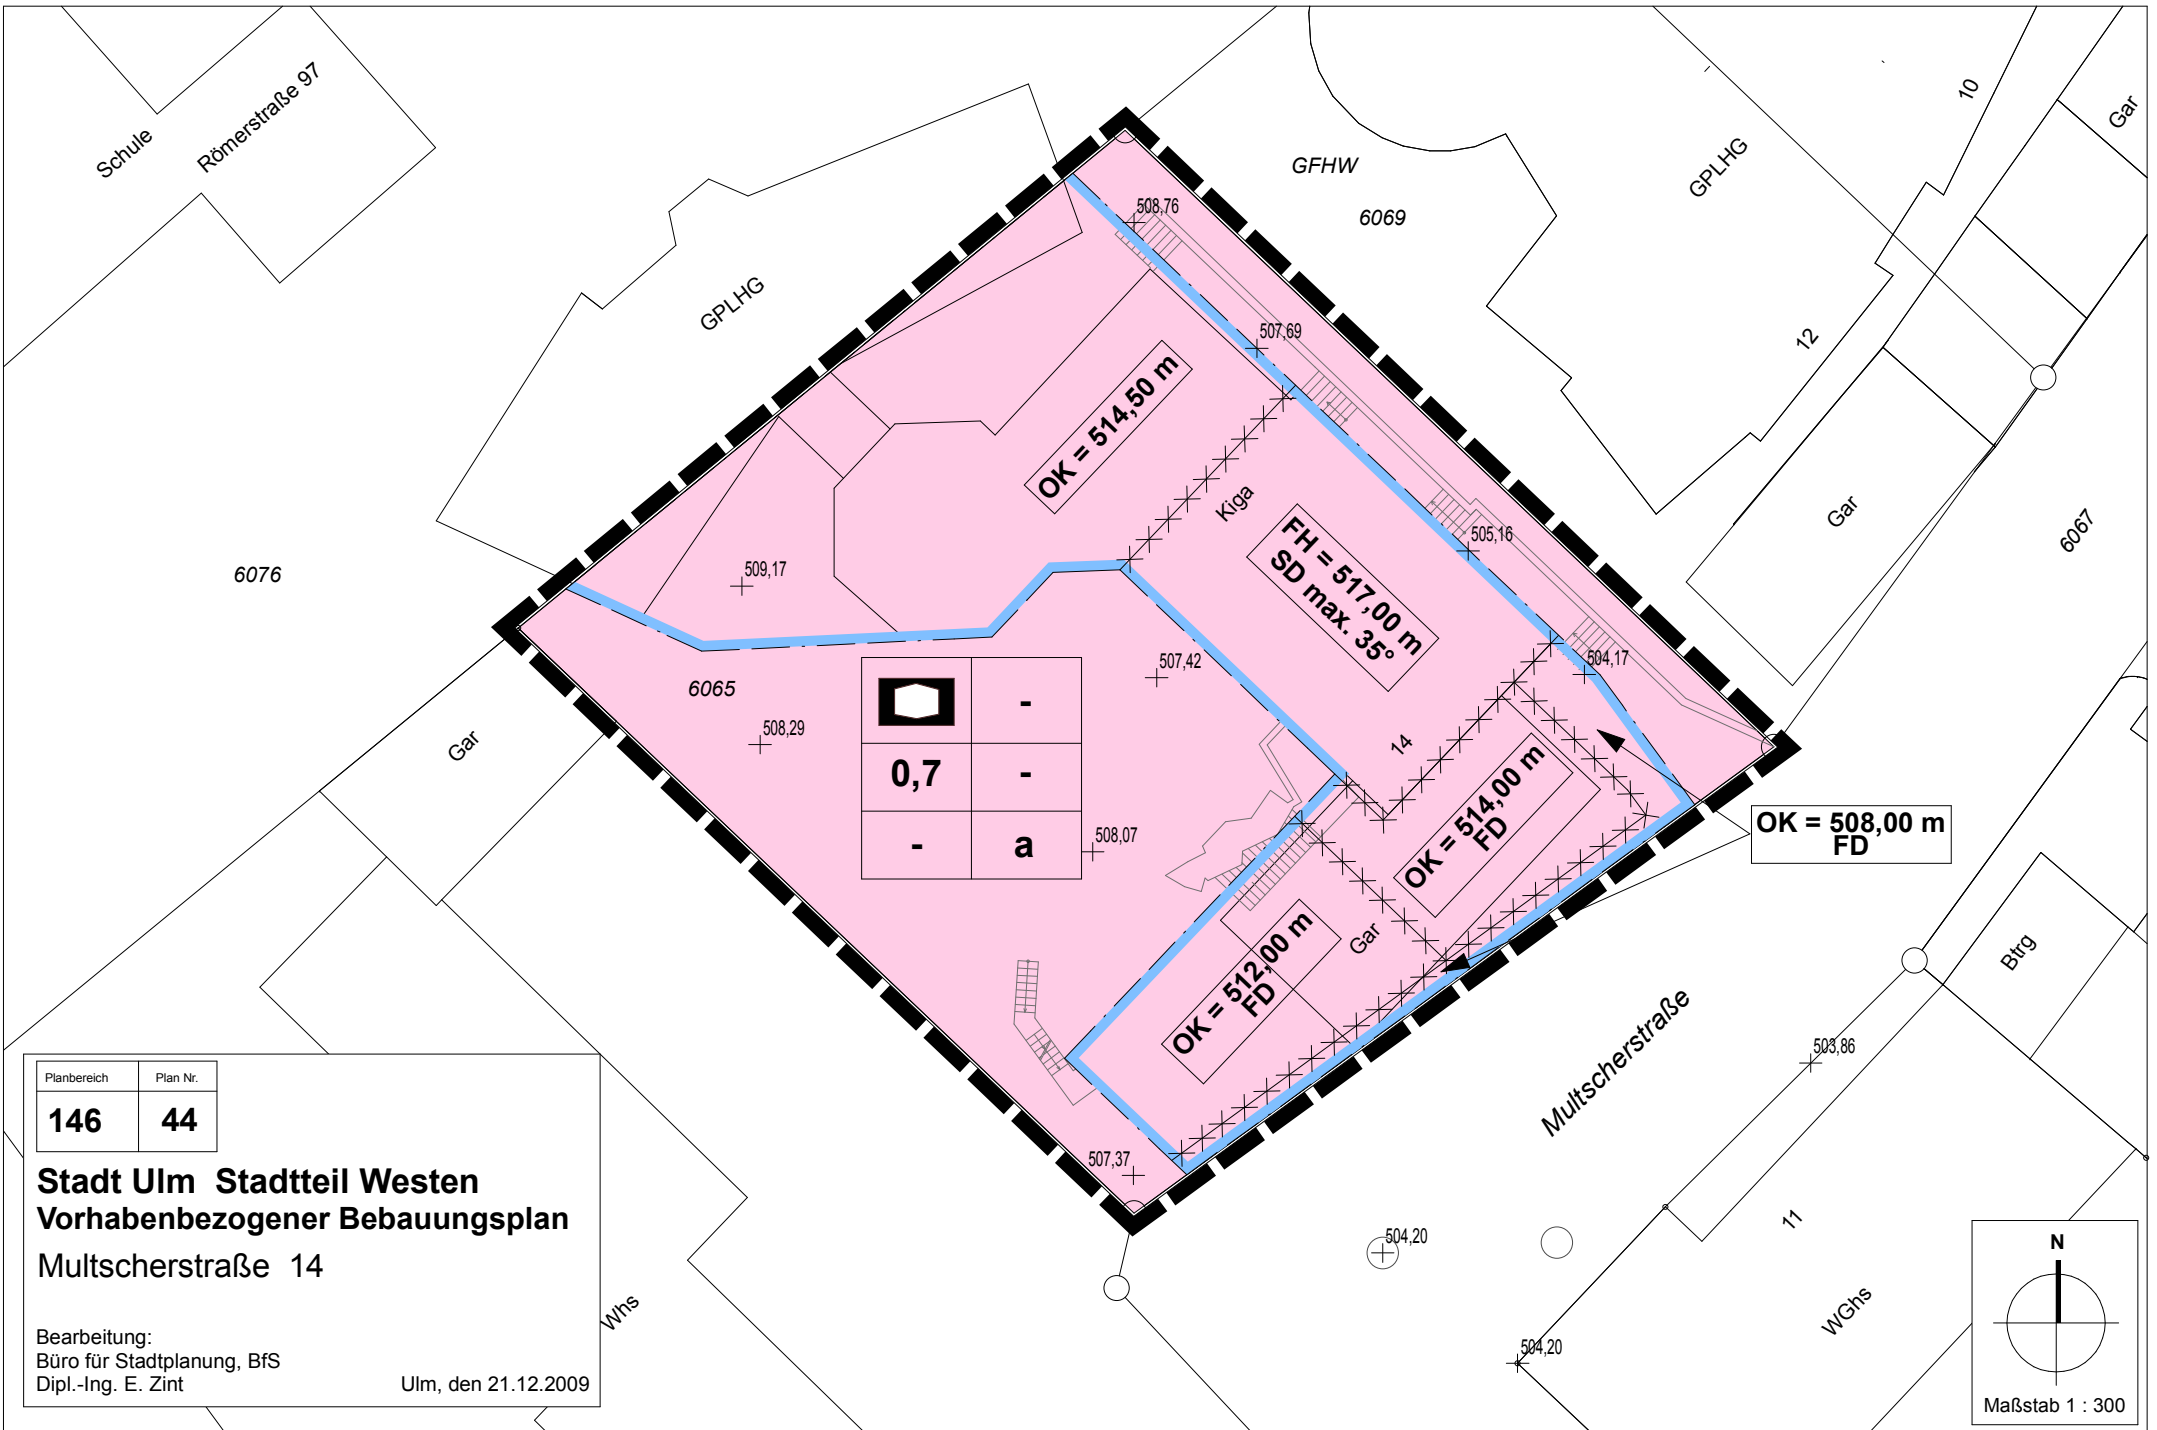 Schule
Römerstraße 97
GPLHG
GFHW
6069
GPLHG
10
Gar
12
508,76
507,69
OK = 514,50 m
Kiga
FH = 517,00 m
SD max. 35°
505,16
Gar
6067
6076
509,17
504,17
507,42
6065
508,29
-
0,7
-
-
a
508,07
Gar
14
OK = 514,00 m
FD
OK = 508,00 m
FD
OK = 512,00 m
FD
Gar
Btrg
Multscherstraße
503,86
507,37
504,20
11
504,20
WGhs
Whs
Planbereich
Plan Nr.
146
44
Stadt Ulm Stadtteil Westen
Vorhabenbezogener Bebauungsplan
Multscherstraße 14
Bearbeitung:
Büro für Stadtplanung, BfS
Dipl.-Ing. E. Zint
Ulm, den 21.12.2009
N
Maßstab 1 : 300